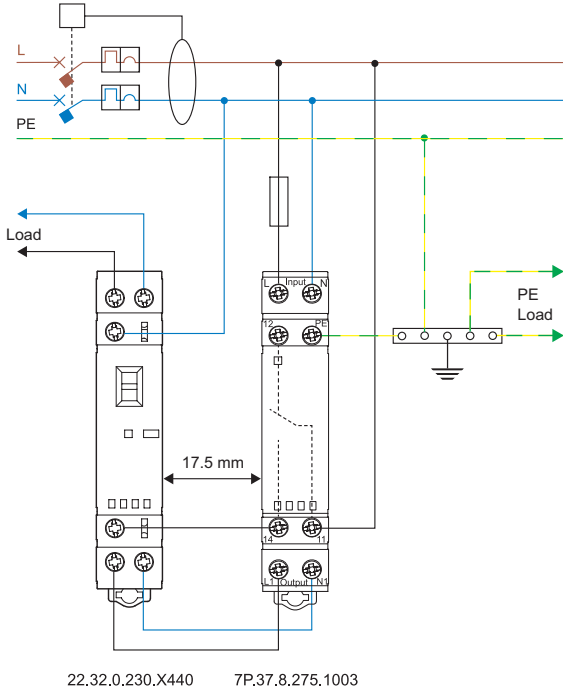 L
N
PE
Load
L Input N
12 PE
PE
Load
17.5 mm
14 11
L1 Output N1
22.32.0.230.X440 7P.37.8.275.1003